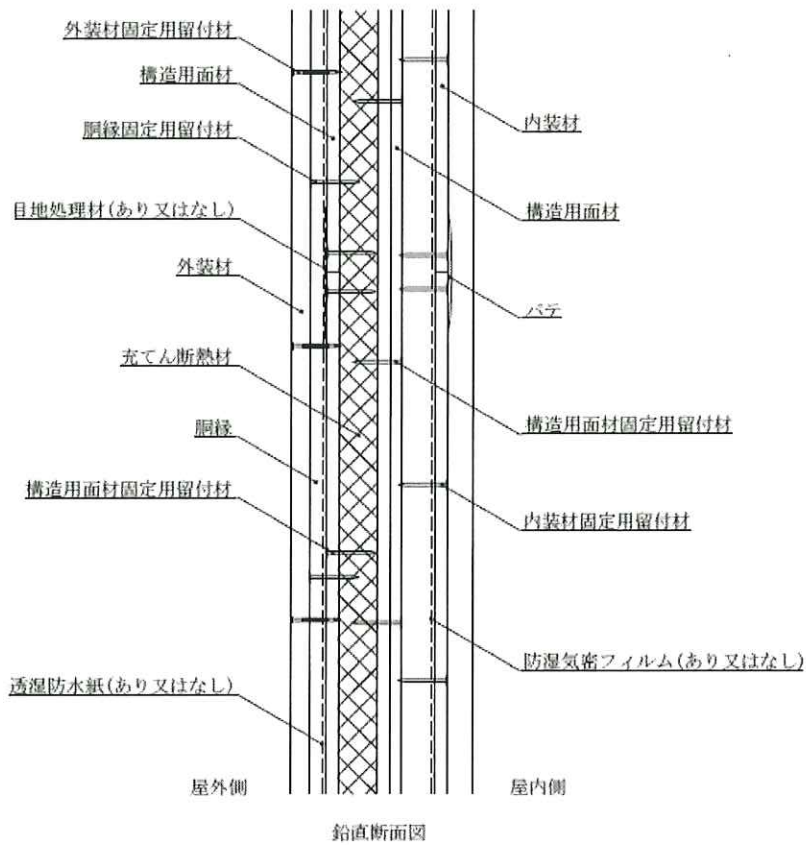 外装材固定用留付材
構造用面材
胴縁固定用留付材
目地処理材(あり又はなし)
外装材
充てん断熱材
胴縁
構造用面材固定用留付材
透湿防水紙(あり又はなし)
内装材
構造用面材
パテ
構造用面材固定用留付材
内装材固定用留付材
防湿気密フィルム(あり又はなし)
屋外側
屋内側
鉛直断面図